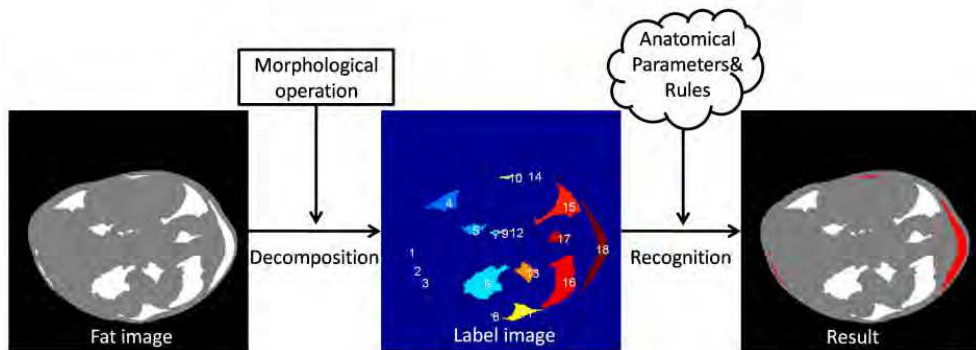 Morphological
operation
Anatomical
Parameters&
Rules
Decomposition
Recognition
10 14
4
15
5
9 12
17
18
1
2
3
13
16
8
Fat image
Label image
Result